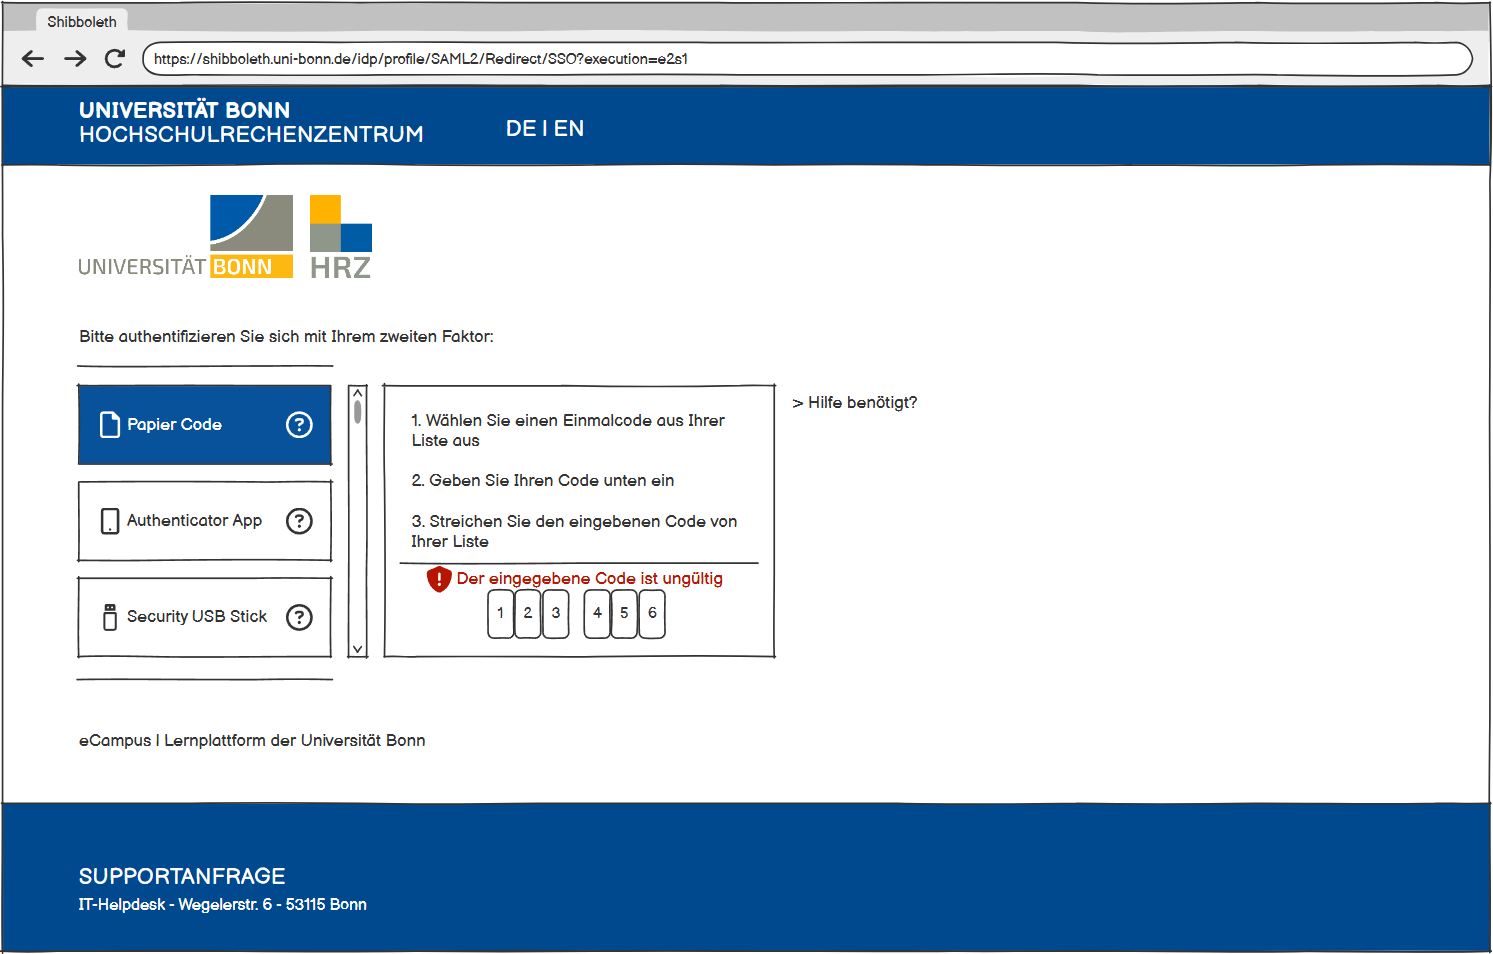 Shibboleth
https://shibboleth.uni-bonn.de/idp/profile/SAML2/Redirect/SSO?execution=e2s1
UNIVERSITÄT BONN
HOCHSCHULRECHENZENTRUM
DE | EN
UNIVERSITÄT BONN
HRZ
Bitte authentifizieren Sie sich mit Ihrem zweiten Faktor:
Papier Code ?
Authenticator App ?
Security USB Stick ?
1. Wählen Sie einen Einmalcode aus Ihrer
Liste aus
2. Geben Sie Ihren Code unten ein
3. Streichen Sie den eingebenen Code von
Ihrer Liste
Der eingegebene Code ist ungültig
1 2 3 4 5 6
> Hilfe benötigt?
eCampus | Lernplattform der Universität Bonn
SUPPORTANFRAGE
IT-Helpdesk - Wegelerstr. 6 - 53115 Bonn